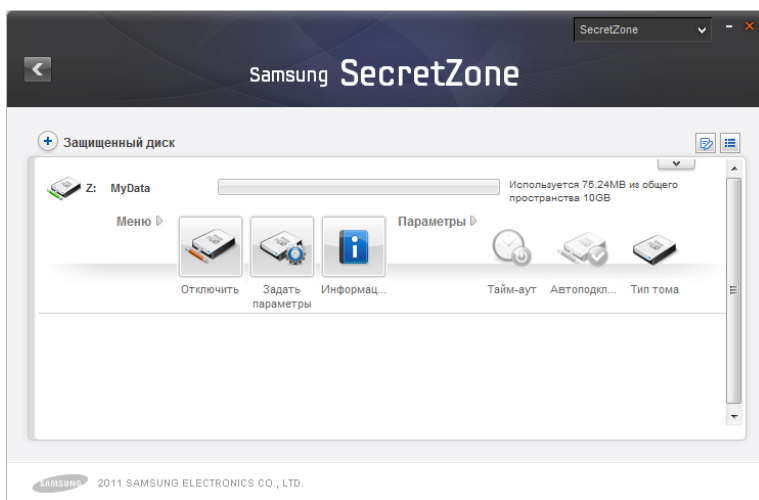 SecretZone
samsung SecretZone
Защищенный диск
Z: MyData
Используется 75.24MB из общего
пространства 10GB
Меню
Параметры
Отключить
Задать
параметры
Информац...
Тайм-аут
Автоподкл...
Тип тома
SAMSUNG 2011 SAMSUNG ELECTRONICS CO., LTD.